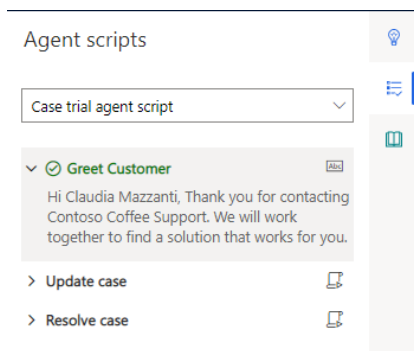 Agent scripts
Case trial agent script
Greet Customer
Abc
Hi Claudia Mazzanti, Thank you for contacting
Contoso Coffee Support. We will work
together to find a solution that works for you.
Update case
Resolve case